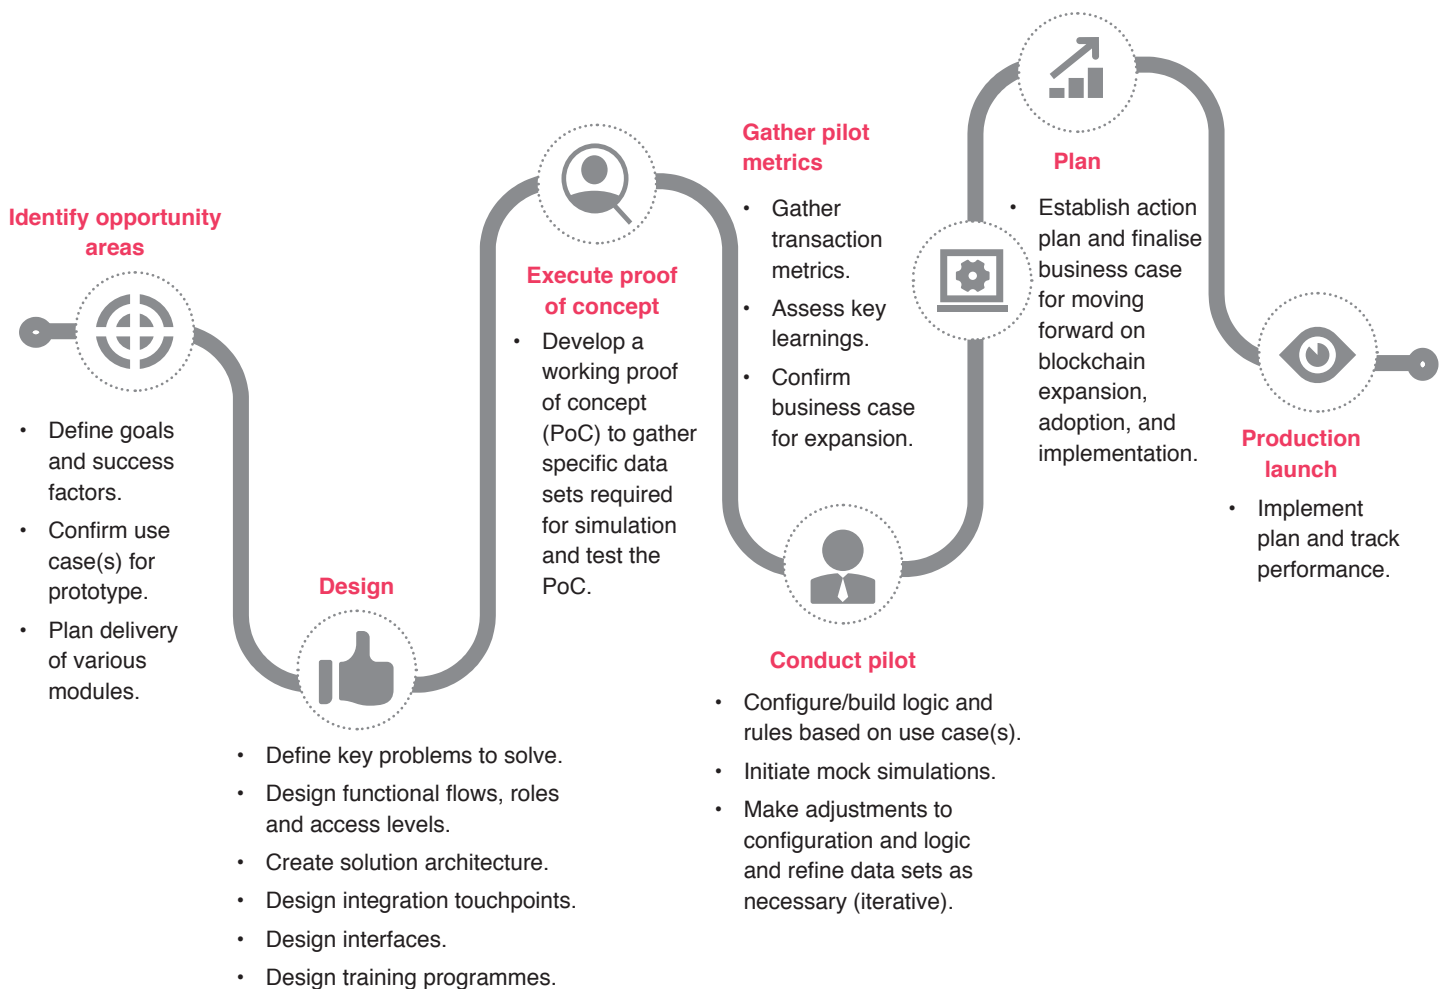 Identify opportunity
areas
• Define goals
and success
factors.
• Confirm use
case(s) for
prototype.
• Plan delivery
of various
modules.
Design
• Define key problems to solve.
• Design functional flows, roles
and access levels.
• Create solution architecture.
• Design integration touchpoints.
• Design interfaces.
• Design training programmes.
Execute proof
of concept
• Develop a
working proof
of concept
(PoC) to gather
specific data
sets required
for simulation
and test the
PoC.
Conduct pilot
• Configure/build logic and
rules based on use case(s).
• Initiate mock simulations.
• Make adjustments to
configuration and logic
and refine data sets as
necessary (iterative).
Gather pilot
metrics
• Gather
transaction
metrics.
• Assess key
learnings.
• Confirm
business case
for expansion.
Plan
• Establish action
plan and finalise
business case
for moving
forward on
blockchain
expansion,
adoption, and
implementation.
Production
launch
• Implement
plan and track
performance.